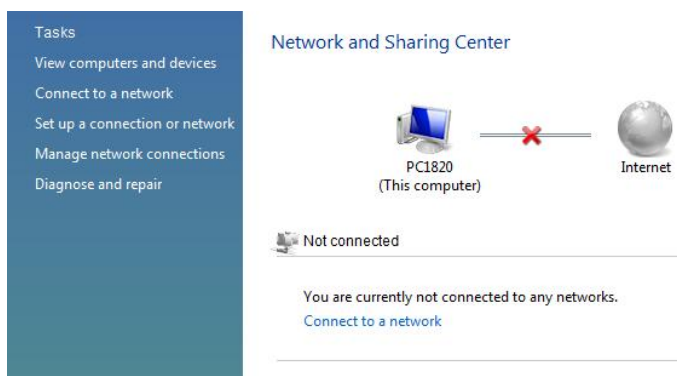 Tasks
View computers and devices
Connect to a network
Set up a connection or network
Manage network connections
Diagnose and repair
Network and Sharing Center
PC1820
(This computer)
Internet
Not connected
You are currently not connected to any networks.
Connect to a network